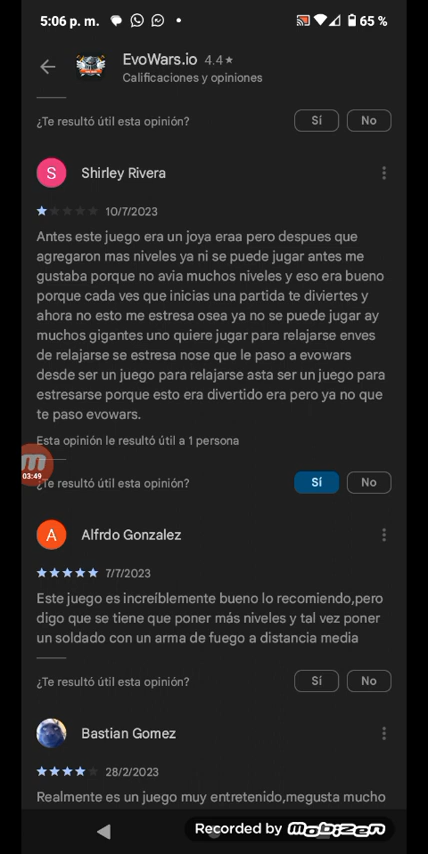 5:06 p. m.
65 %
EvoWars.io 4.4★
Calificaciones y opiniones
¿Te resultó útil esta opinión? Sí No
S Shirley Rivera
10/7/2023
Antes este juego era un joya eraa pero despues que
agregaron mas niveles ya ni se puede jugar antes me
gustaba porque no avia muchos niveles y eso era bueno
porque cada ves que inicias una partida te diviertes y
ahora no esto me estresa osea ya no se puede jugar ay
muchos gigantes uno quiere jugar para relajarse enves
de relajarse se estresa nose que le paso a evowars
desde ser un juego para relajarse asta ser un juego para
estresarse porque esto era divertido era pero ya no que
te paso evowars.
Esta opinión le resultó útil a 1 persona
03:49
¿Te resultó útil esta opinión? Sí No
A Alfrdo Gonzalez
7/7/2023
Este juego es increíblemente bueno lo recomiendo,pero
digo que se tiene que poner más niveles y tal vez poner
un soldado con un arma de fuego a distancia media
¿Te resultó útil esta opinión? Sí No
Bastian Gomez
28/2/2023
Realmente es un juego muy entretenido,megusta mucho
Recorded by Mobizen